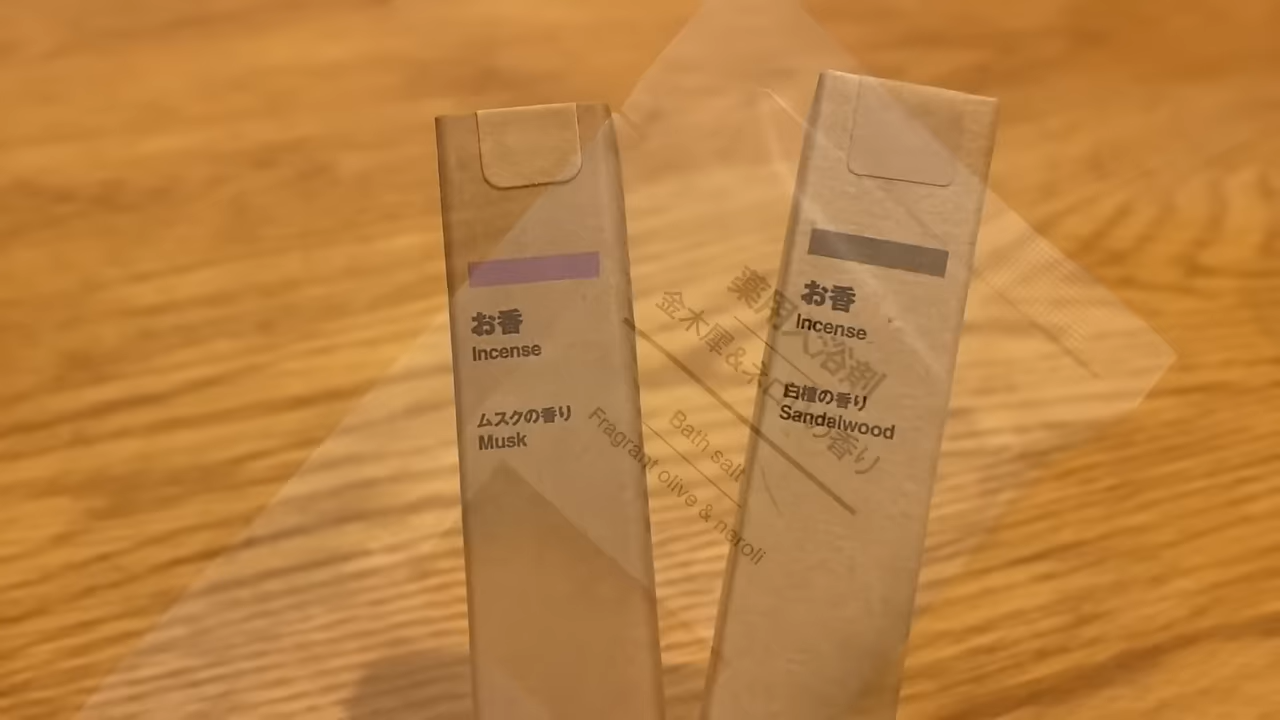 お香
Incense
ムスクの香り
Musk
お香
Incense
白檀の香り
Sandalwood
薬用入浴剤
金木犀&ネロリの香り
Bath salt
Fragrant olive & neroli